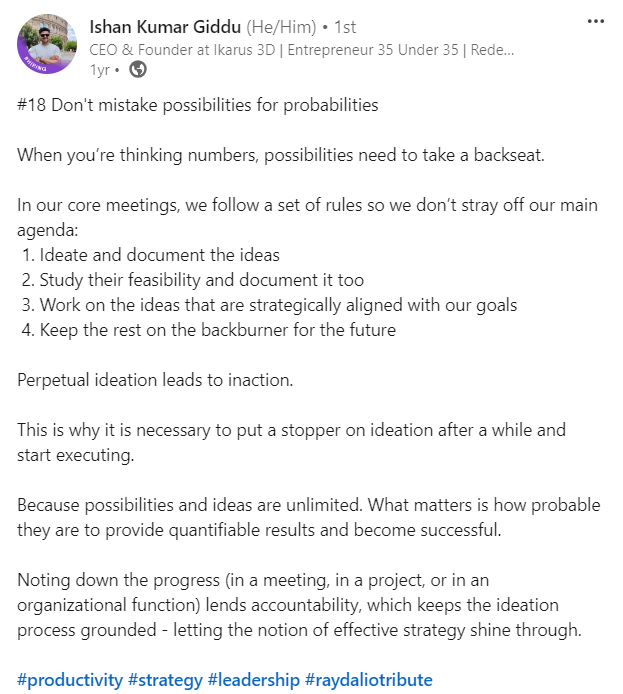 Ishan Kumar Giddu (He/Him) • 1st
CEO & Founder at Ikarus 3D | Entrepreneur 35 Under 35 | Rede...
1yr •
#HIRING
#18 Don't mistake possibilities for probabilities
When you’re thinking numbers, possibilities need to take a backseat.
In our core meetings, we follow a set of rules so we don’t stray off our main
agenda:
1. Ideate and document the ideas
2. Study their feasibility and document it too
3. Work on the ideas that are strategically aligned with our goals
4. Keep the rest on the backburner for the future
Perpetual ideation leads to inaction.
This is why it is necessary to put a stopper on ideation after a while and
start executing.
Because possibilities and ideas are unlimited. What matters is how probable
they are to provide quantifiable results and become successful.
Noting down the progress (in a meeting, in a project, or in an
organizational function) lends accountability, which keeps the ideation
process grounded - letting the notion of effective strategy shine through.
#productivity #strategy #leadership #raydaliotribute